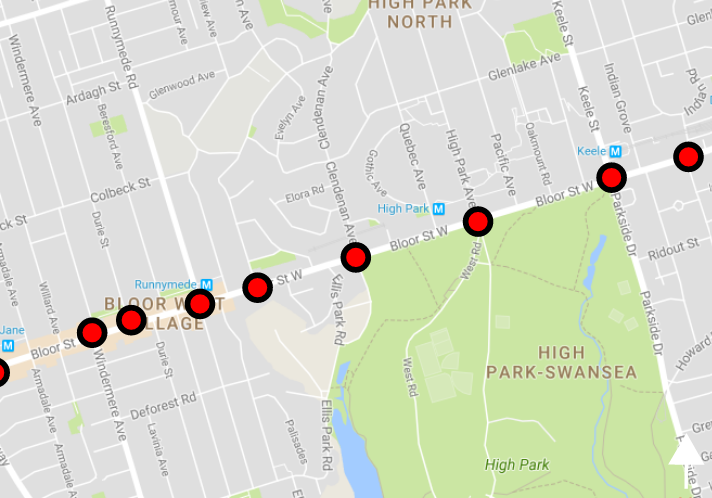 HIGH PARK
NORTH
Keele St
Windermere Ave
Runnymede Rd
Glenlake Ave
Indian Grove
Glenwood Ave
Ardagh St
Beresford Ave
Evelyn Ave
Clendenan Ave
Keele St
Quebec Ave
High Park Ave
Pacific Ave
Oakmount Rd
Keele M
Gothic Ave
Clendenan Ave
Colbeck St
Elora Rd
High Park M
Bloor St W
Parkside Dr
Durie St
Bloor St W
West Rd
Ridout St
Armadale Ave
Willard Ave
Runnymede M
St W
BLOOR
VILLAGE
Ellis Park Rd
Jane
M
Bloor St
Parkside Dr
HIGH
PARK-SWANSEA
Howard
Armadale Ave
Windermere Ave
Durie St
West Rd
Deforest Rd
Ellis Park Rd
Lavinia Ave
Palisades
Armadale
High Park